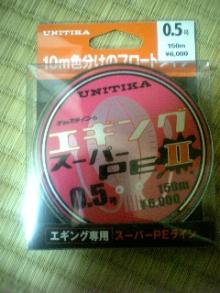 UNITIKA
0.5号
150m
¥6,000
10m色分けのフロート
UNITIKA
エギング
スーパー
PEⅡ
0.5号
150m
¥6,000
エギング専用 スーパーPEライン